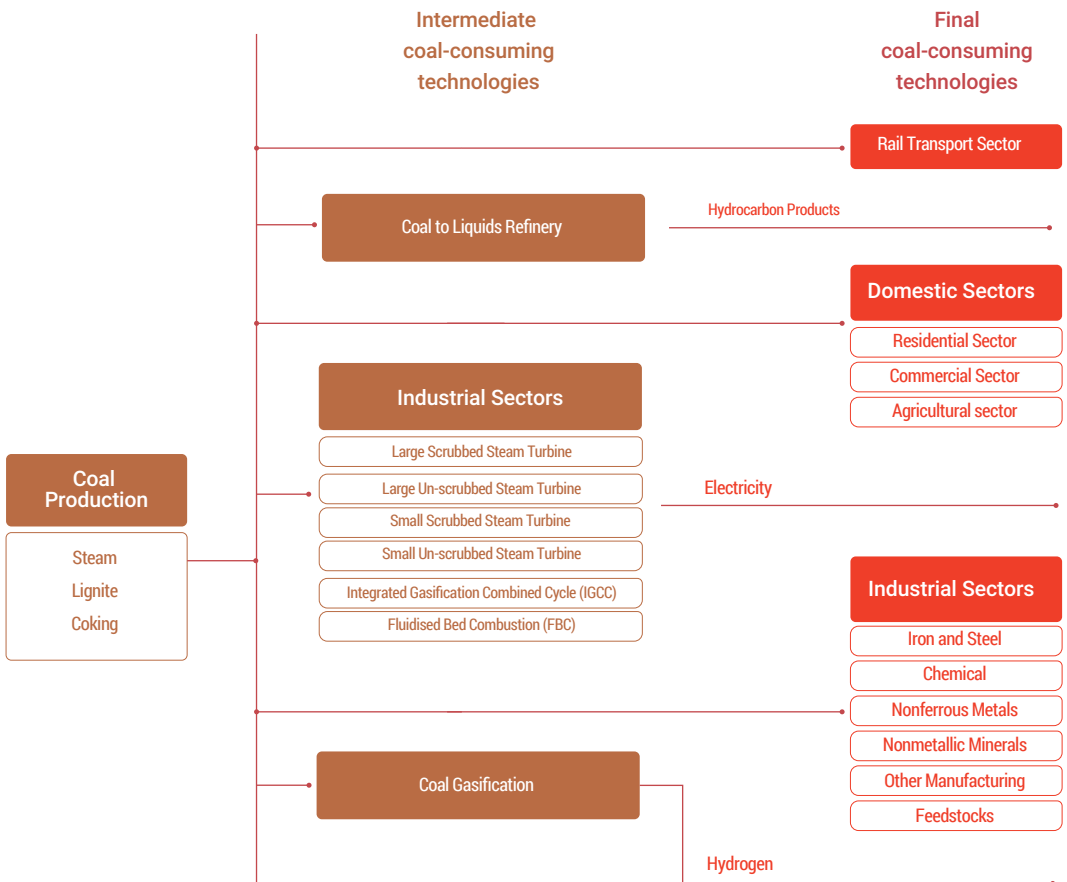 Intermediate
coal-consuming
technologies
Final
coal-consuming
technologies
Rail Transport Sector
Coal to Liquids Refinery
Hydrocarbon Products
Domestic Sectors
Residential Sector
Commercial Sector
Agricultural sector
Industrial Sectors
Large Scrubbed Steam Turbine
Large Un-scrubbed Steam Turbine
Small Scrubbed Steam Turbine
Small Un-scrubbed Steam Turbine
Integrated Gasification Combined Cycle (IGCC)
Fluidised Bed Combustion (FBC)
Electricity
Coal
Production
Steam
Lignite
Coking
Industrial Sectors
Iron and Steel
Chemical
Nonferrous Metals
Nonmetallic Minerals
Other Manufacturing
Feedstocks
Coal Gasification
Hydrogen